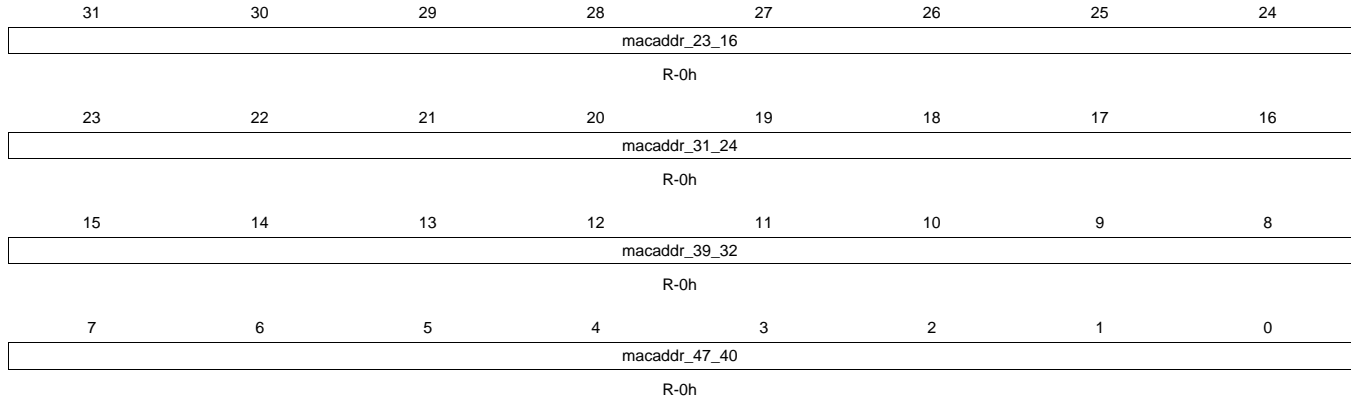 31 30 29 28 27 26 25 24
macaddr_23_16
R-0h
23 22 21 20 19 18 17 16
macaddr_31_24
R-0h
15 14 13 12 11 10 9 8
macaddr_39_32
R-0h
7 6 5 4 3 2 1 0
macaddr_47_40
R-0h